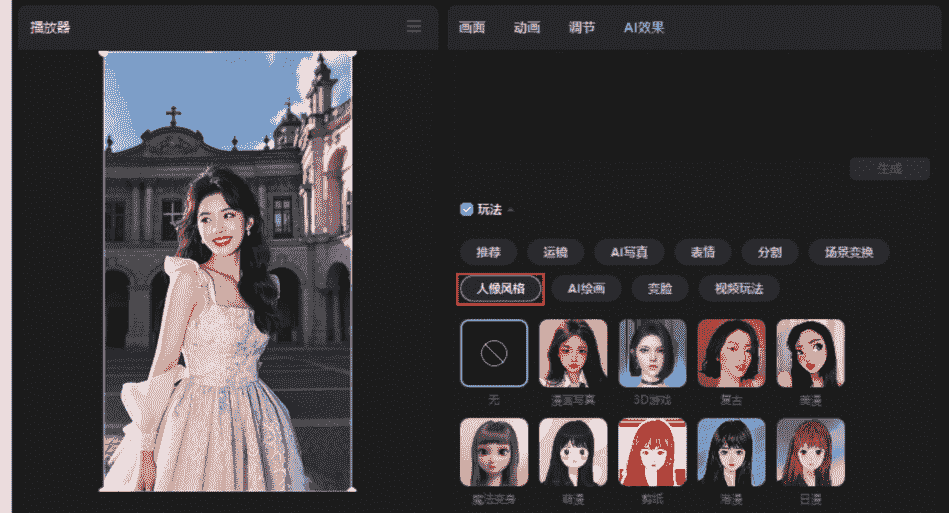 播放器
画面 动画 调节 AI效果
生成
玩法
推荐 运镜 AI写真 表情 分割 场景变换
人像风格 AI绘画 变脸 视频玩法
无 漫画写真 3D游戏 复古 美漫
魔法变身 萌漫 剪纸 港漫 日漫